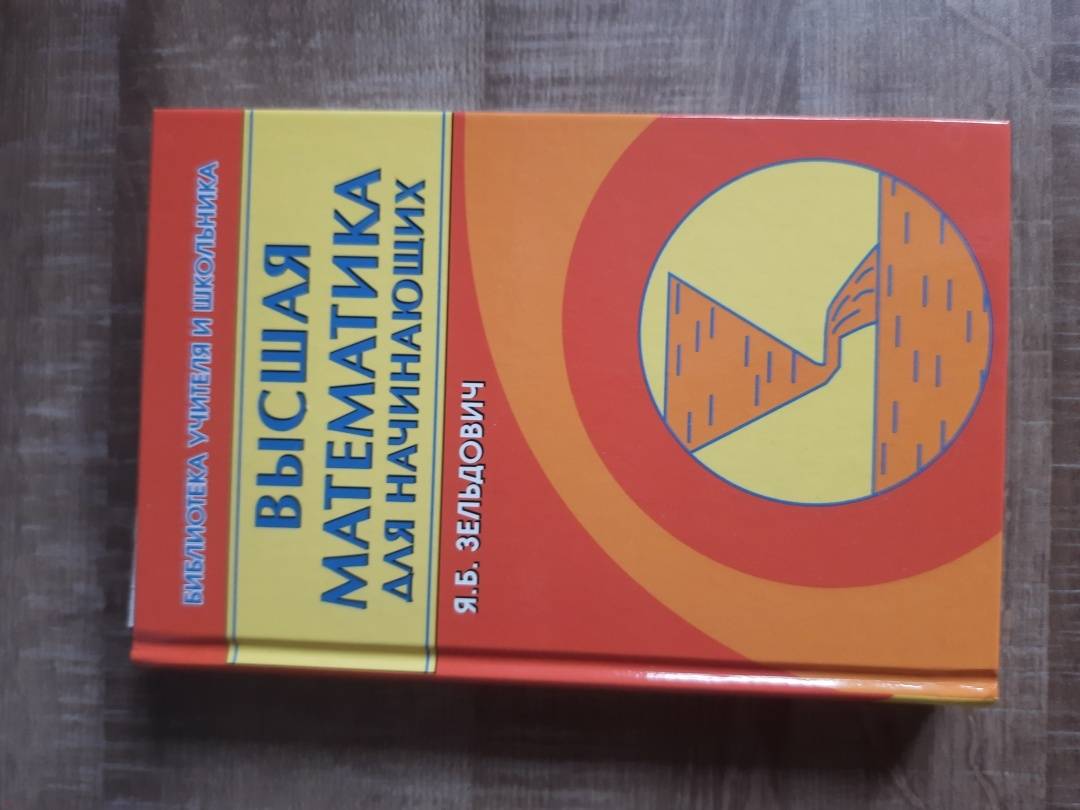 БИБЛИОТЕКА УЧИТЕЛЯ И ШКОЛЬНИКА
ВЫСШАЯ
МАТЕМАТИКА
ДЛЯ НАЧИНАЮЩИХ
Я.Б. ЗЕЛЬДОВИЧ